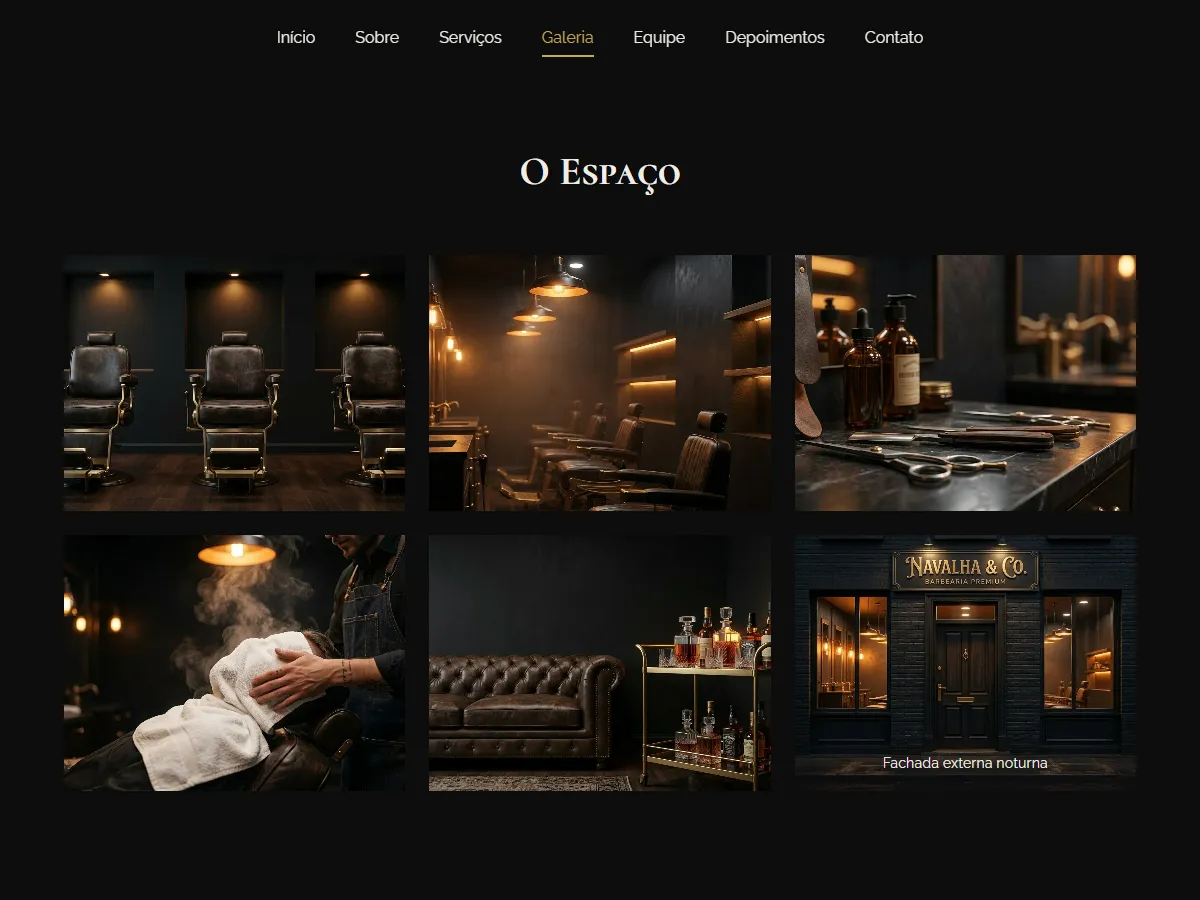 Início
Sobre
Serviços
Galeria
Equipe
Depoimentos
Contato
O Espaço
NAVALHA & CO.
BARBEARIA PREMIUM
Fachada externa noturna